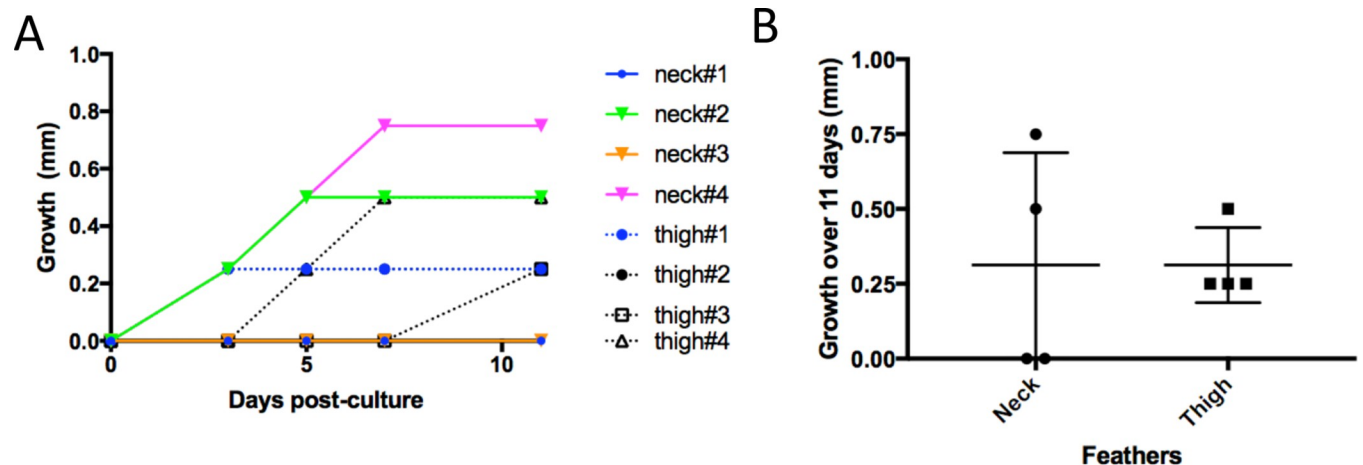 A
Growth (mm)
1.0
0.8
0.6
0.4
0.2
0.0
0
5
10
Days post-culture
neck#1
neck#2
neck#3
neck#4
thigh#1
thigh#2
thigh#3
thigh#4
B
Growth over 11 days (mm)
1.00
0.75
0.50
0.25
0.00
Neck
Thigh
Feathers